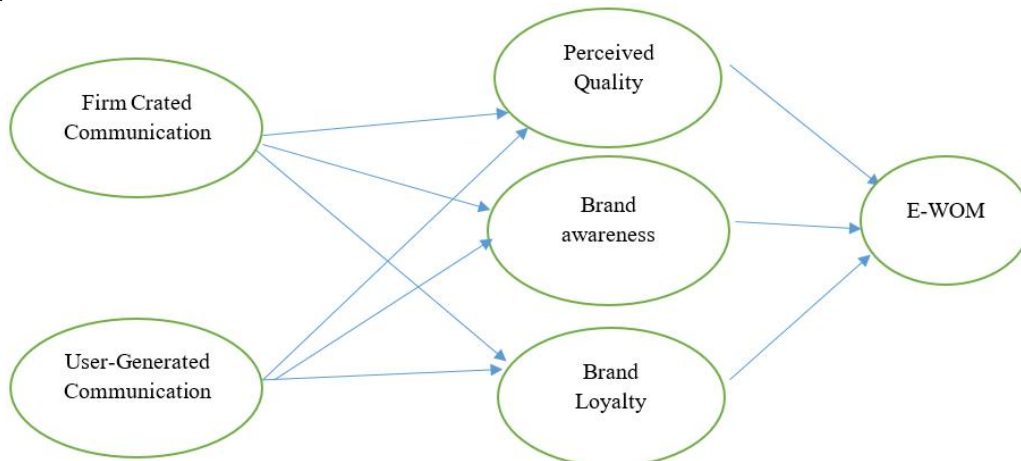 Firm Crated
Communication
User-Generated
Communication
Perceived
Quality
Brand
awareness
Brand
Loyalty
E-WOM